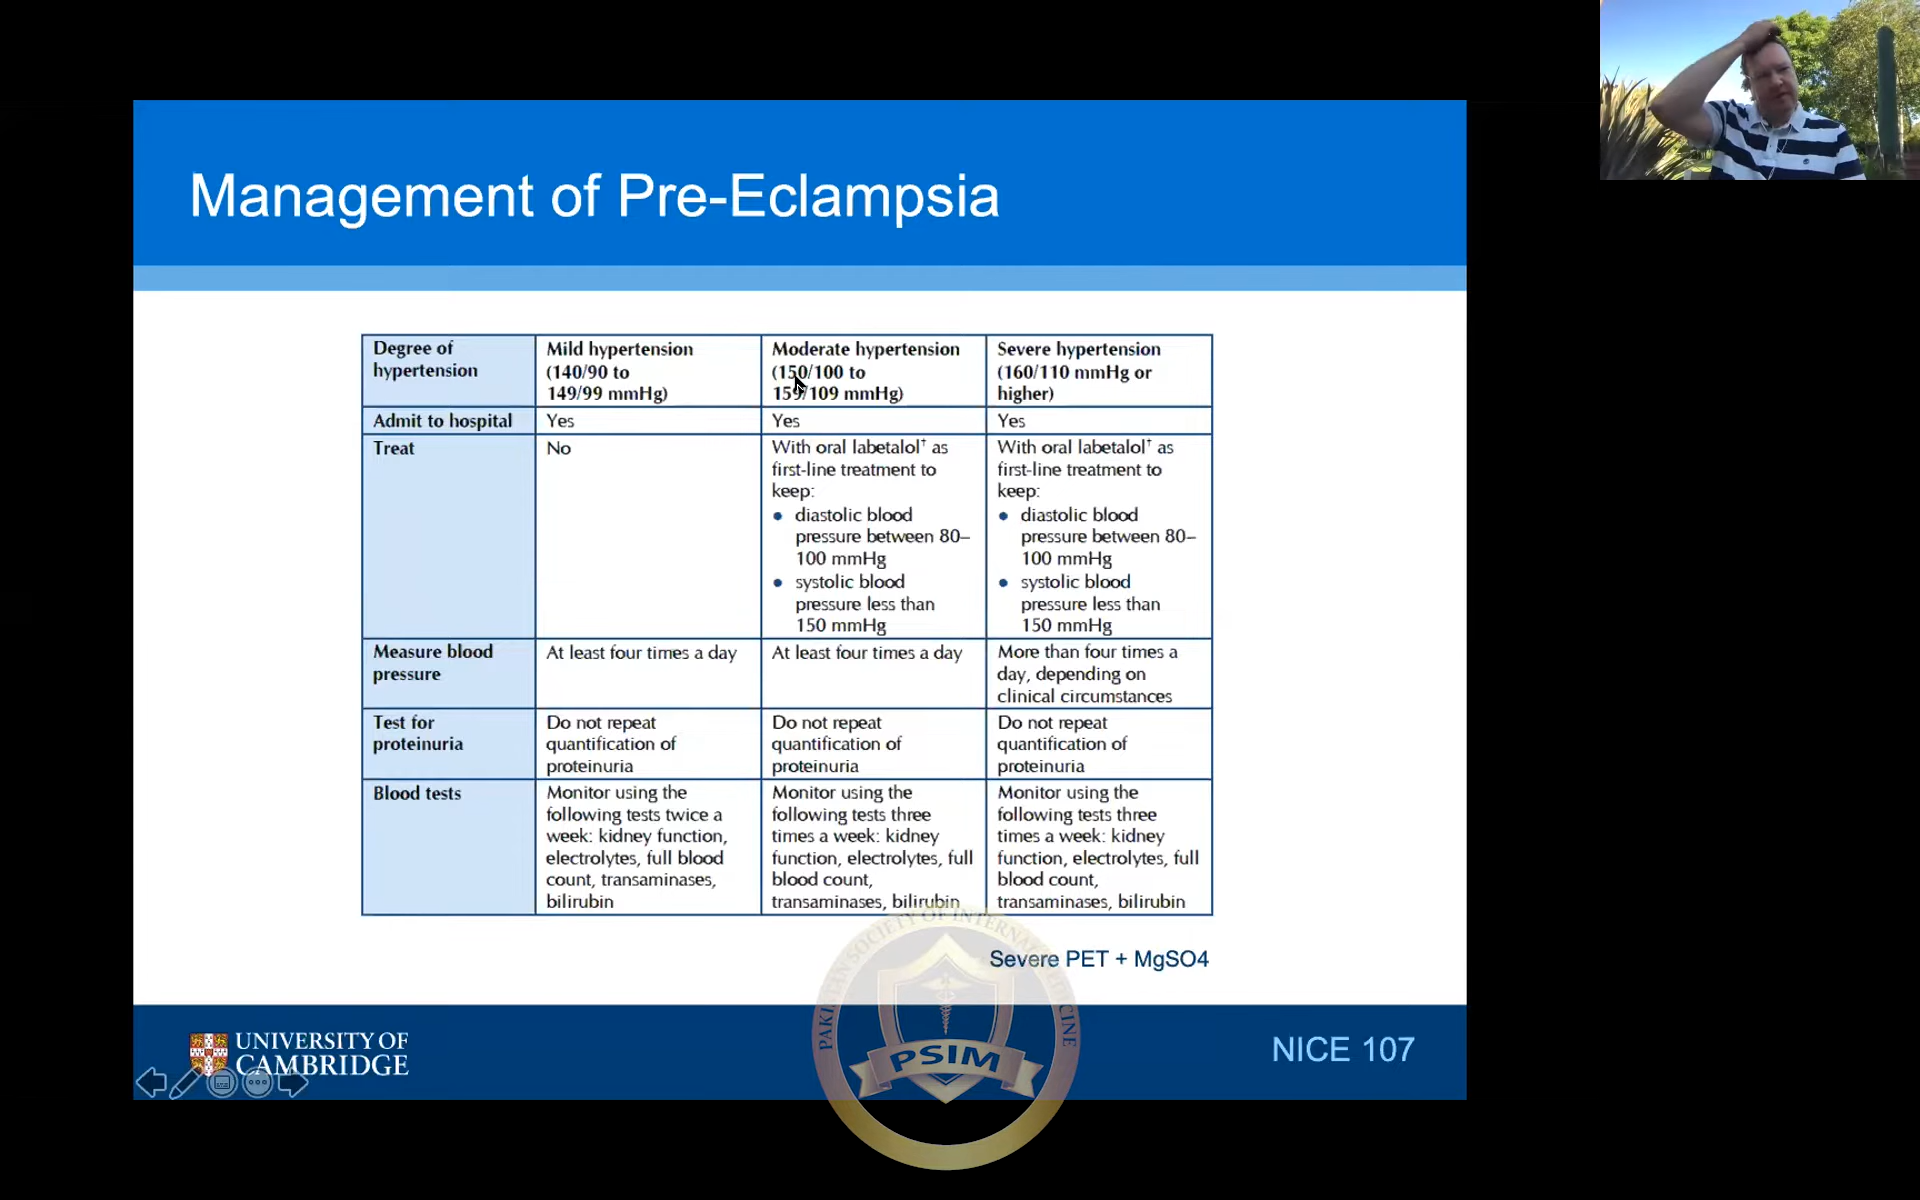 Management of Pre-Eclampsia
Degree of
hypertension
Mild hypertension
(140/90 to
149/99 mmHg)
Moderate hypertension
(150/100 to
159/109 mmHg)
Severe hypertension
(160/110 mmHg or
higher)
Admit to hospital
Yes
Yes
Yes
Treat
No
With oral labetalol† as
first-line treatment to
keep:
• diastolic blood
pressure between 80–
100 mmHg
• systolic blood
pressure less than
150 mmHg
With oral labetalol† as
first-line treatment to
keep:
• diastolic blood
pressure between 80–
100 mmHg
• systolic blood
pressure less than
150 mmHg
Measure blood
pressure
At least four times a day
At least four times a day
More than four times a
day, depending on
clinical circumstances
Test for
proteinuria
Do not repeat
quantification of
proteinuria
Do not repeat
quantification of
proteinuria
Do not repeat
quantification of
proteinuria
Blood tests
Monitor using the
following tests twice a
week: kidney function,
electrolytes, full blood
count, transaminases,
bilirubin
Monitor using the
following tests three
times a week: kidney
function, electrolytes, full
blood count,
transaminases, bilirubin
Monitor using the
following tests three
times a week: kidney
function, electrolytes, full
blood count,
transaminases, bilirubin
Severe PET + MgSO4
PAKISTAN SOCIETY OF INTERNAL MEDICINE
PSIM
UNIVERSITY OF
CAMBRIDGE
NICE 107